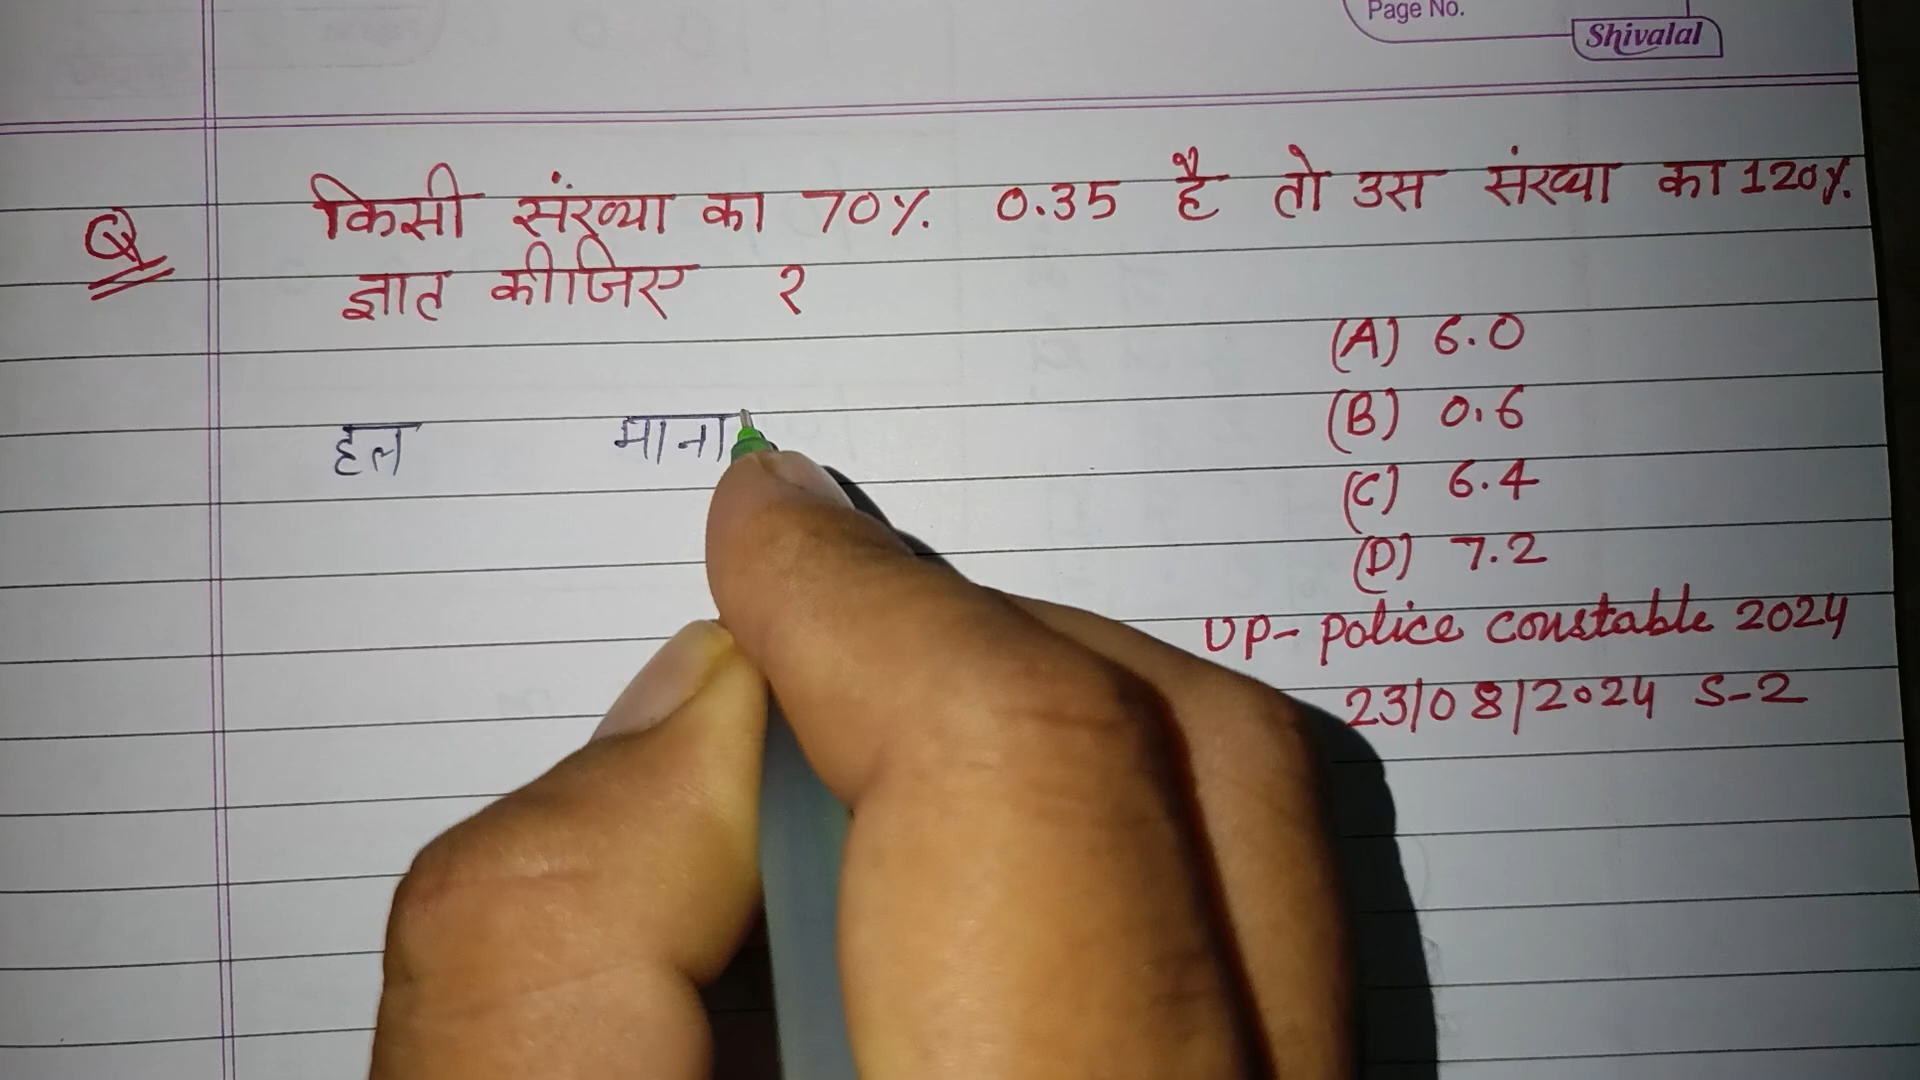 Page No.
Shivalal
Q किसी संख्या का 70% 0.35 है तो उस संख्या का 120%
ज्ञात कीजिए ?
(A) 6.0
(B) 0.6
हल माना
(C) 6.4
(D) 7.2
UP- police constable 2024
23/08/2024 S-2